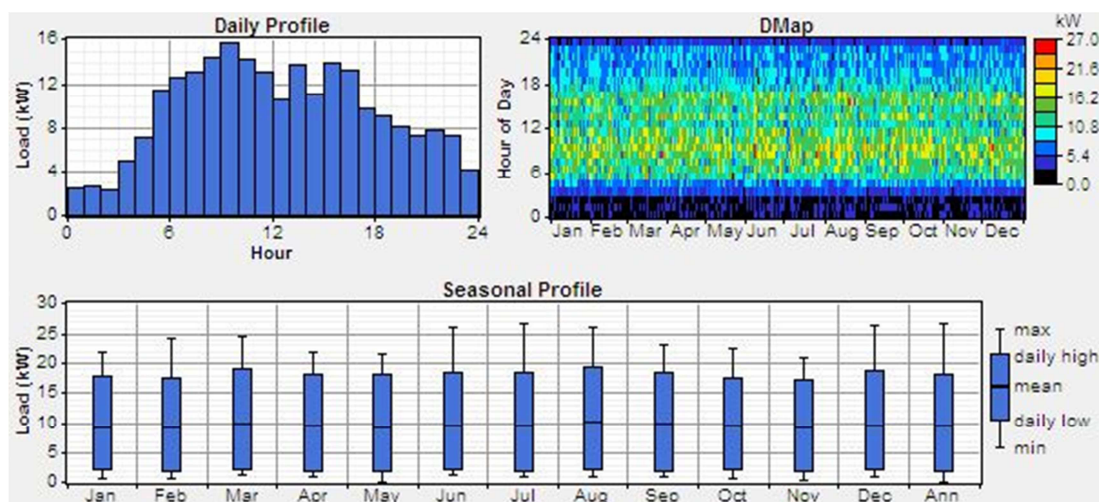 Daily Profile
16
12
8
4
0
Load (kW)
0 6 12 18 24
Hour
DMap
24
18
12
6
0
Hour of Day
Jan Feb Mar Apr May Jun Jul Aug Sep Oct Nov Dec
kW
27.0
21.6
16.2
10.8
5.4
0.0
Seasonal Profile
30
25
20
15
10
5
0
Load (kW)
Jan Feb Mar Apr May Jun Jul Aug Sep Oct Nov Dec Ann
max
daily high
mean
daily low
min